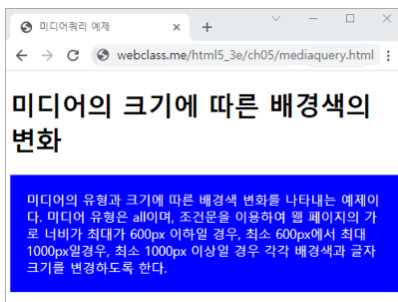 미디어쿼리 예제
webclass.me/html5_3e/ch05/mediaquery.html
미디어의 크기에 따른 배경색의
변화
미디어의 유형과 크기에 따른 배경색 변화를 나타내는 예제이
다. 미디어 유형은 all이며, 조건문을 이용하여 웹 페이지의 가
로 너비가 최대가 600px 이하일 경우, 최소 600px에서 최대
1000px일경우, 최소 1000px 이상일 경우 각각 배경색과 글자
크기를 변경하도록 한다.